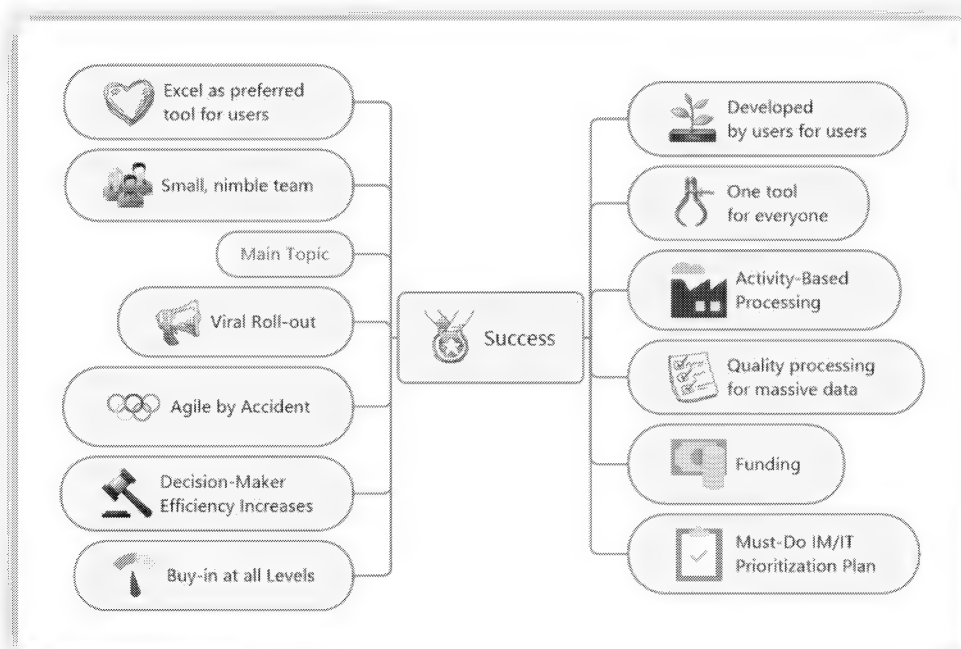 Excel as preferred
tool for users
Small, nimble team
Main Topic
Viral Roll-out
Agile by Accident
Decision-Maker
Efficiency Increases
Buy-in at all Levels
Success
Developed
by users for users
One tool
for everyone
Activity-Based
Processing
Quality processing
for massive data
Funding
Must-Do IM/IT
Prioritization Plan